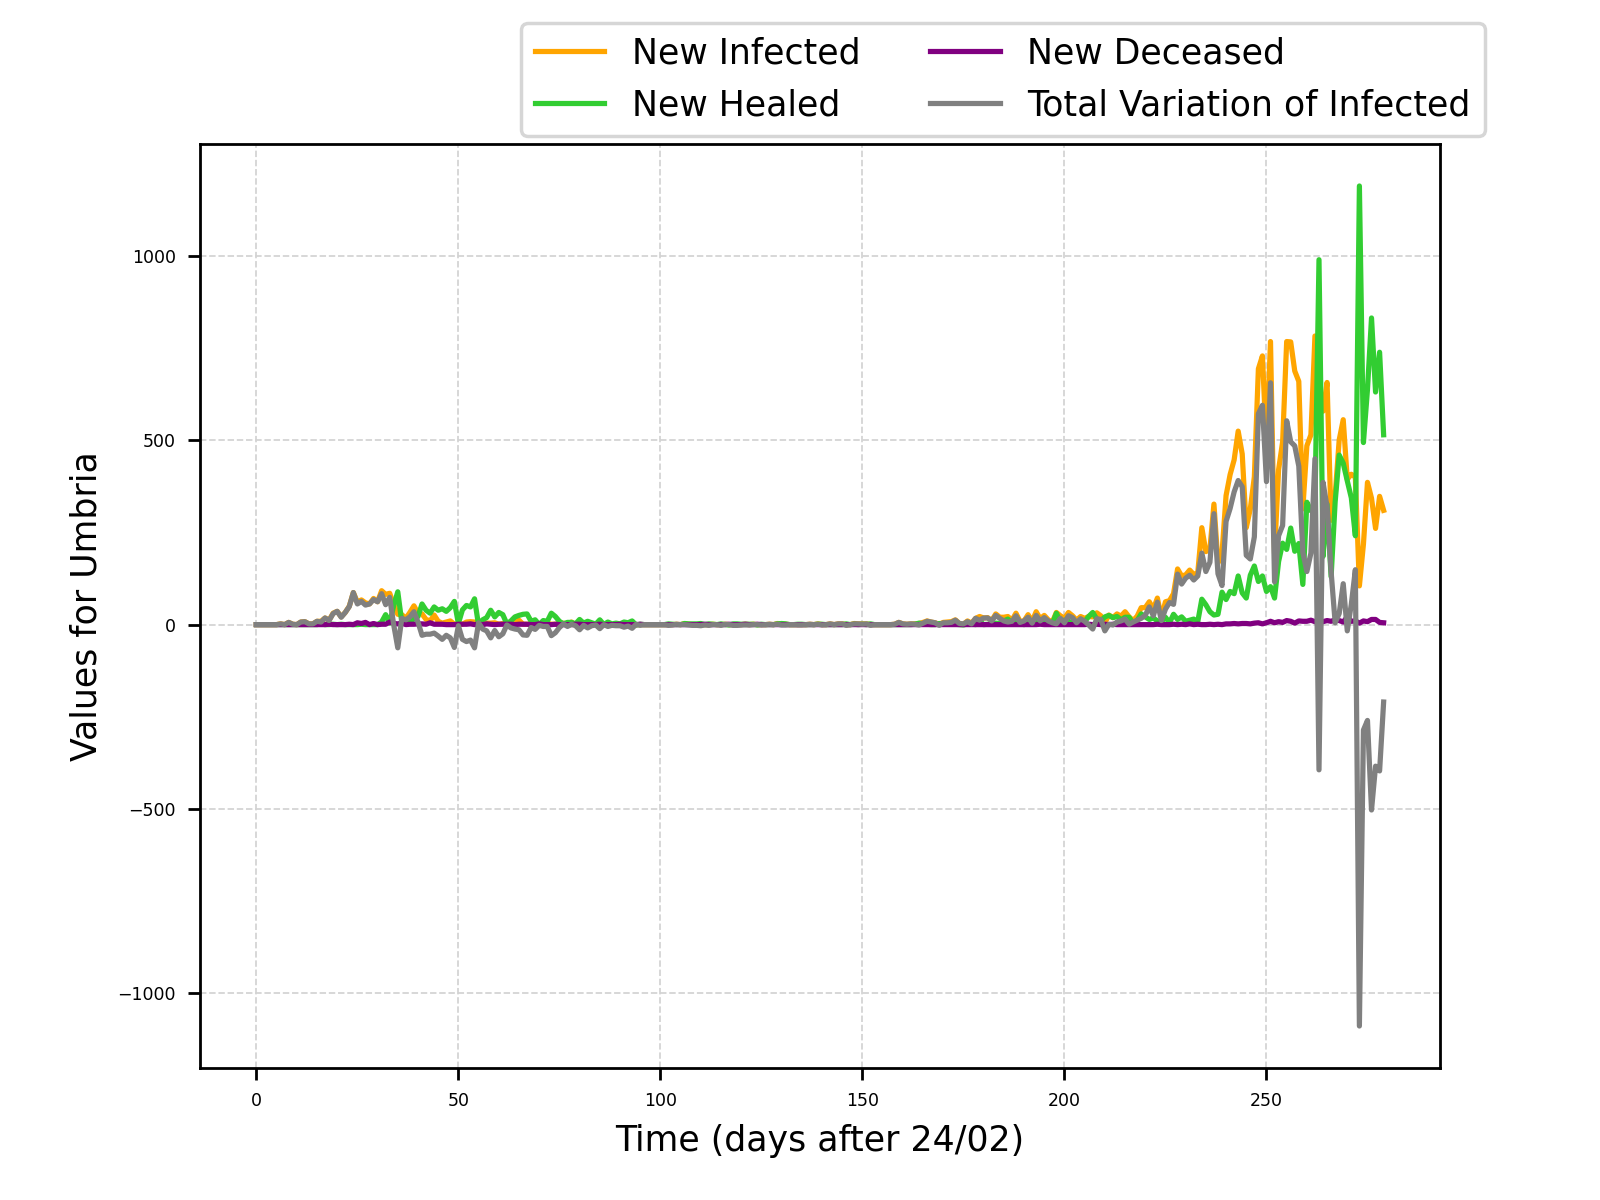 New Infected
New Healed
New Deceased
Total Variation of Infected
1000
500
0
−500
−1000
Values for Umbria
0 50 100 150 200 250
Time (days after 24/02)